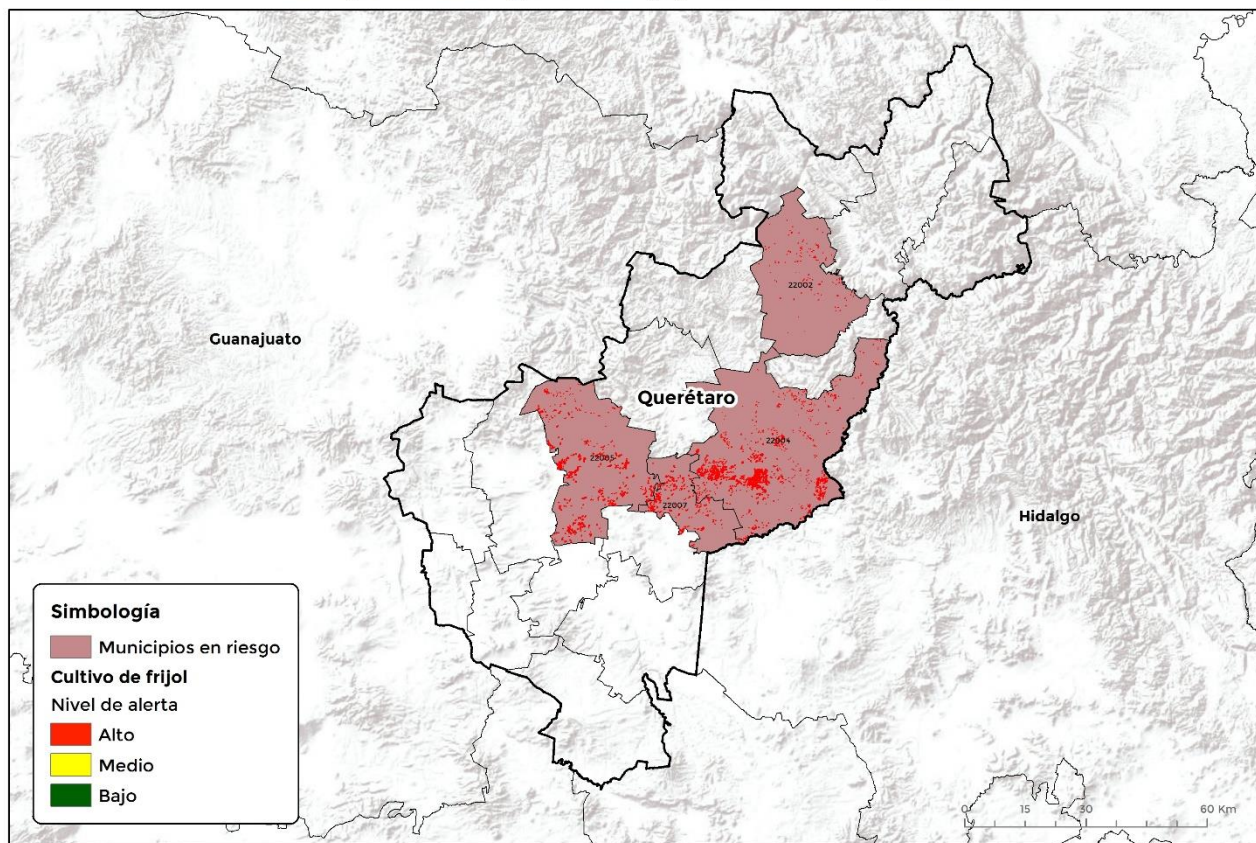 22002
Guanajuato
Querétaro
22004
22005
22007
Hidalgo
Simbología
Municipios en riesgo
Cultivo de frijol
Nivel de alerta
Alto
Medio
Bajo
0 15 30 60 Km